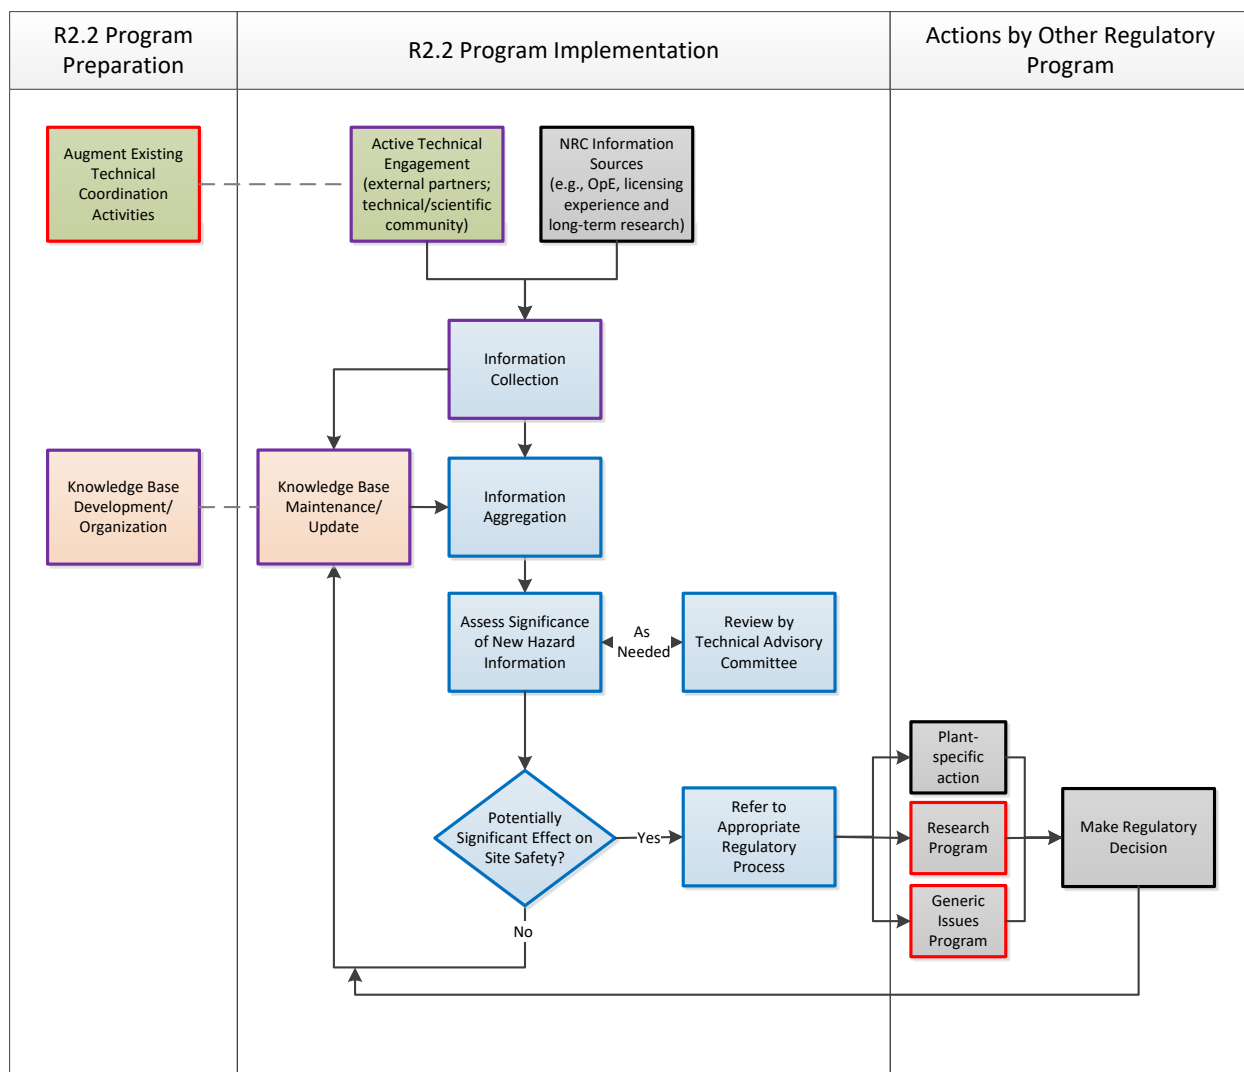 R2.2 Program
Preparation
R2.2 Program Implementation
Actions by Other Regulatory
Program
Augment Existing
Technical
Coordination
Activities
Active Technical
Engagement
(external partners;
technical/scientific
community)
NRC Information
Sources
(e.g., OpE, licensing
experience and
long-term research)
Information
Collection
Knowledge Base
Development/
Organization
Knowledge Base
Maintenance/
Update
Information
Aggregation
Assess Significance
of New Hazard
Information
As
Needed
Review by
Technical Advisory
Committee
Potentially
Significant Effect on
Site Safety?
Yes
No
Refer to
Appropriate
Regulatory
Process
Plant-
specific
action
Research
Program
Generic
Issues
Program
Make Regulatory
Decision